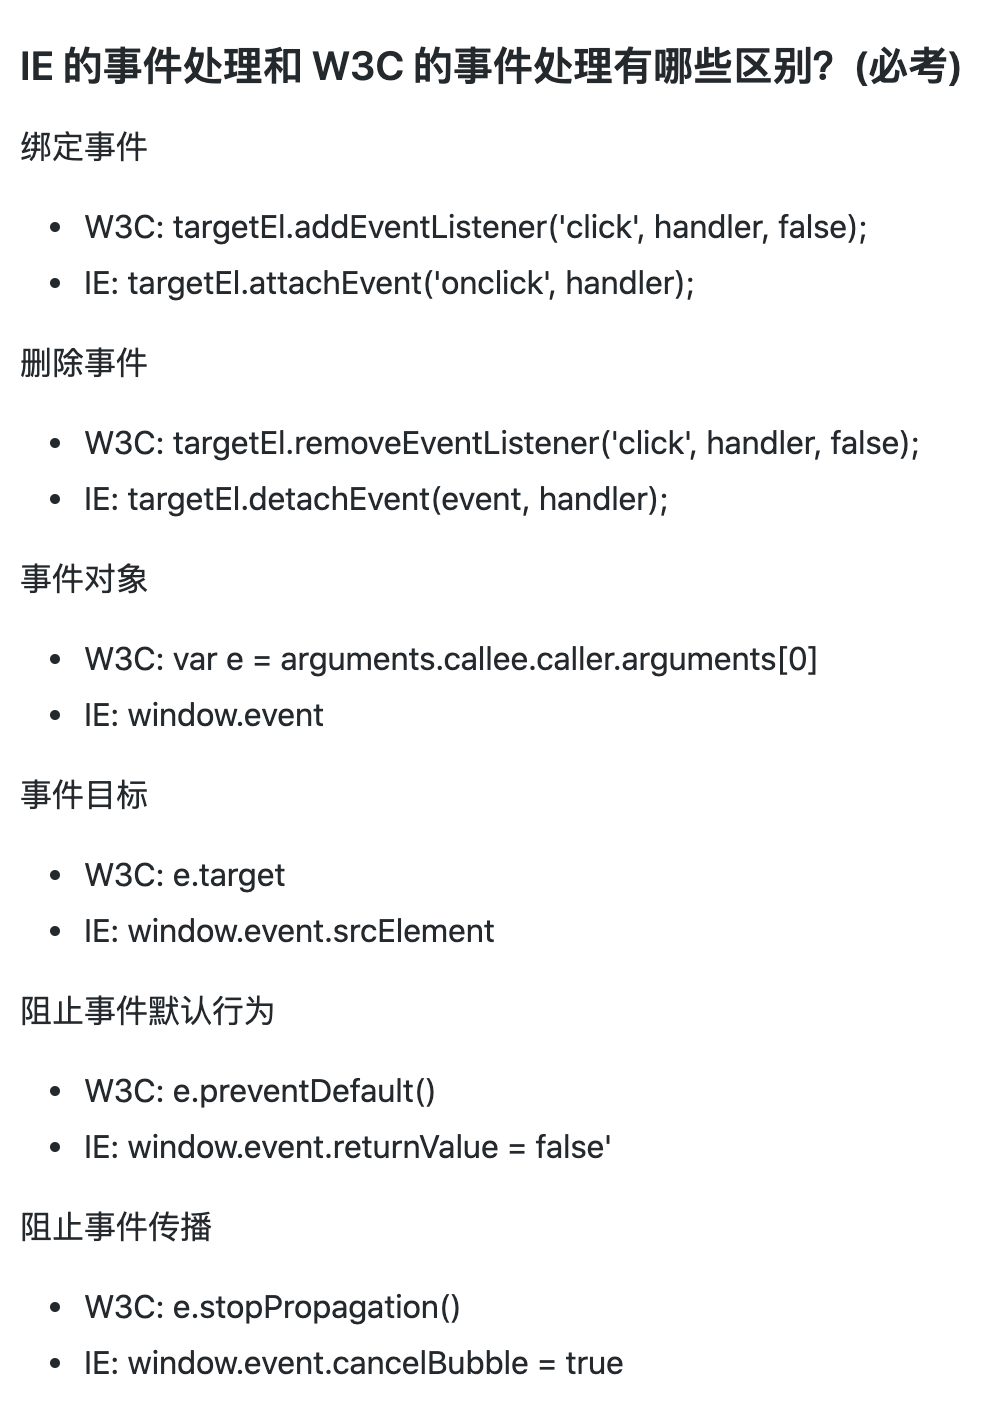 IE 的事件处理和 W3C 的事件处理有哪些区别？(必考)
绑定事件
• W3C: targetEl.addEventListener('click', handler, false);
• IE: targetEl.attachEvent('onclick', handler);
删除事件
• W3C: targetEl.removeEventListener('click', handler, false);
• IE: targetEl.detachEvent(event, handler);
事件对象
• W3C: var e = arguments.callee.caller.arguments[0]
• IE: window.event
事件目标
• W3C: e.target
• IE: window.event.srcElement
阻止事件默认行为
• W3C: e.preventDefault()
• IE: window.event.returnValue = false'
阻止事件传播
• W3C: e.stopPropagation()
• IE: window.event.cancelBubble = true